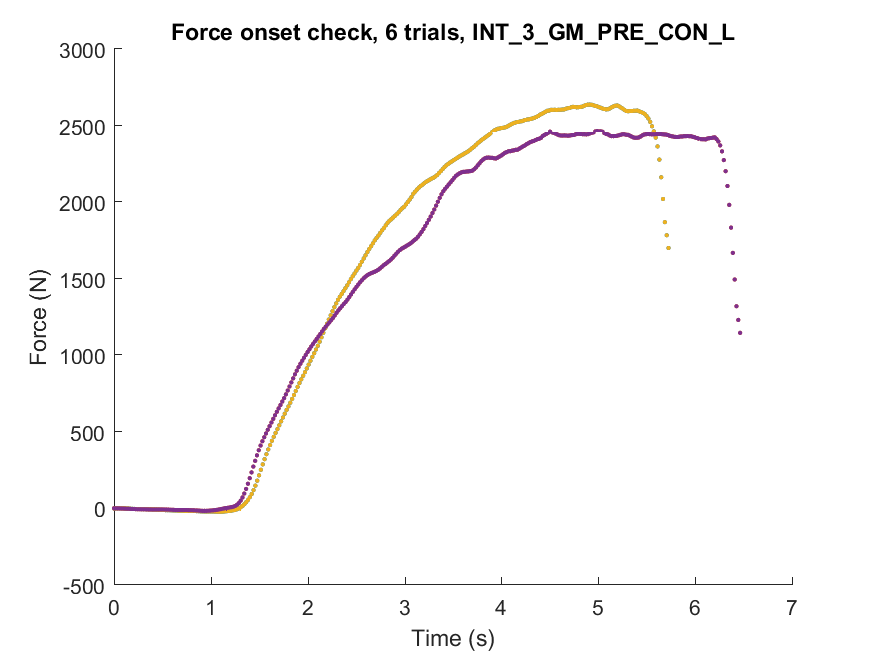 Force onset check, 6 trials, INT_3_GM_PRE_CON_L
3000
2500
2000
1500
1000
500
0
-500
Force (N)
0 1 2 3 4 5 6 7
Time (s)